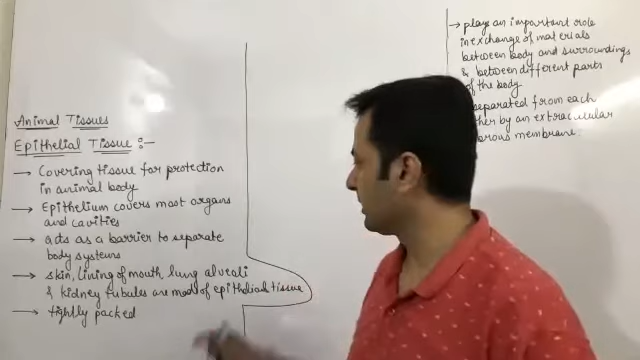 Animal Tissues
Epithelial Tissue :-
→ Covering tissue for protection
in animal body
→ Epithelium covers most organs
and cavities
→ acts as a barrier to separate
body systems
→ skin, lining of mouth, lung alveoli
& kidney tubules are made of epithelial tissue
→ tightly packed
→ plays an important role
in exchange of materials
between body and surroundings
& between different parts
of the body
separated from each
by an extracellular
membrane.